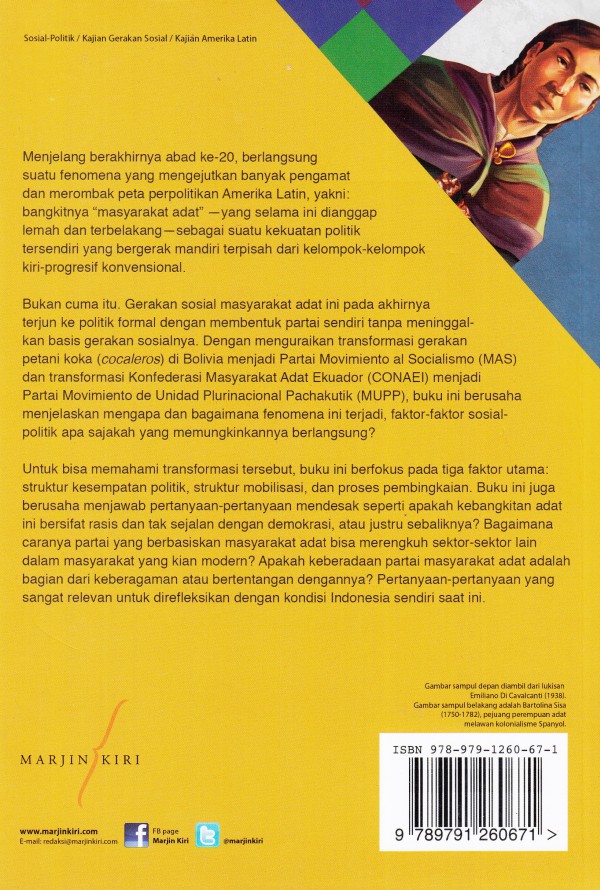 Sosial-Politik / Kajian Gerakan Sosial / Kajián Amerika Latin
Menjelang berakhirnya abad ke-20, berlangsung
suatu fenomena yang mengejutkan banyak pengamat
dan merombak peta perpolitikan Amerika Latin, yakni:
bangkitnya “masyarakat adat” —yang selama ini dianggap
lemah dan terbelakang—sebagai suatu kekuatan politik
tersendiri yang bergerak mandiri terpisah dari kelompok-kelompok
kiri-progresif konvensional.
Bukan cuma itu. Gerakan sosial masyarakat adat ini pada akhirnya
terjun ke politik formal dengan membentuk partai sendiri tanpa meninggal-
kan basis gerakan sosialnya. Dengan menguraikan transformasi gerakan
petani koka (cocaleros) di Bolivia menjadi Partai Movimiento al Socialismo (MAS)
dan transformasi Konfederasi Masyarakat Adat Ekuador (CONAEI) menjadi
Partai Movimiento de Unidad Plurinacional Pachakutik (MUPP), buku ini berusaha
menjelaskan mengapa dan bagaimana fenomena ini terjadi, faktor-faktor sosial-
politik apa sajakah yang memungkinkannya berlangsung?
Untuk bisa memahami transformasi tersebut, buku ini berfokus pada tiga faktor utama:
struktur kesempatan politik, struktur mobilisasi, dan proses pembingkaian. Buku ini juga
berusaha menjawab pertanyaan-pertanyaan mendesak seperti apakah kebangkitan adat
ini bersifat rasis dan tak sejalan dengan demokrasi, atau justru sebaliknya? Bagaimana
caranya partai yang berbasiskan masyarakat adat bisa merengkuh sektor-sektor lain
dalam masyarakat yang kian modern? Apakah keberadaan partai masyarakat adat adalah
bagian dari keberagaman atau bertentangan dengannya? Pertanyaan-pertanyaan yang
sangat relevan untuk direfleksikan dengan kondisi Indonesia sendiri saat ini.
Gambar sampul depan diambil dari lukisan
Emiliano Di Cavalcanti (1938).
Gambar sampul belakang adalah Bartolina Sisa
(1750-1782), pejuang perempuan adat
melawan kolonialisme Spanyol.
MARJIN KIRI
ISBN 978-979-1260-67-1
9 789791 260671 >
www.marjinkiri.com
E-mail: redaksi@marjinkiri.com
FB page
Marjin Kiri
@marjinkiri